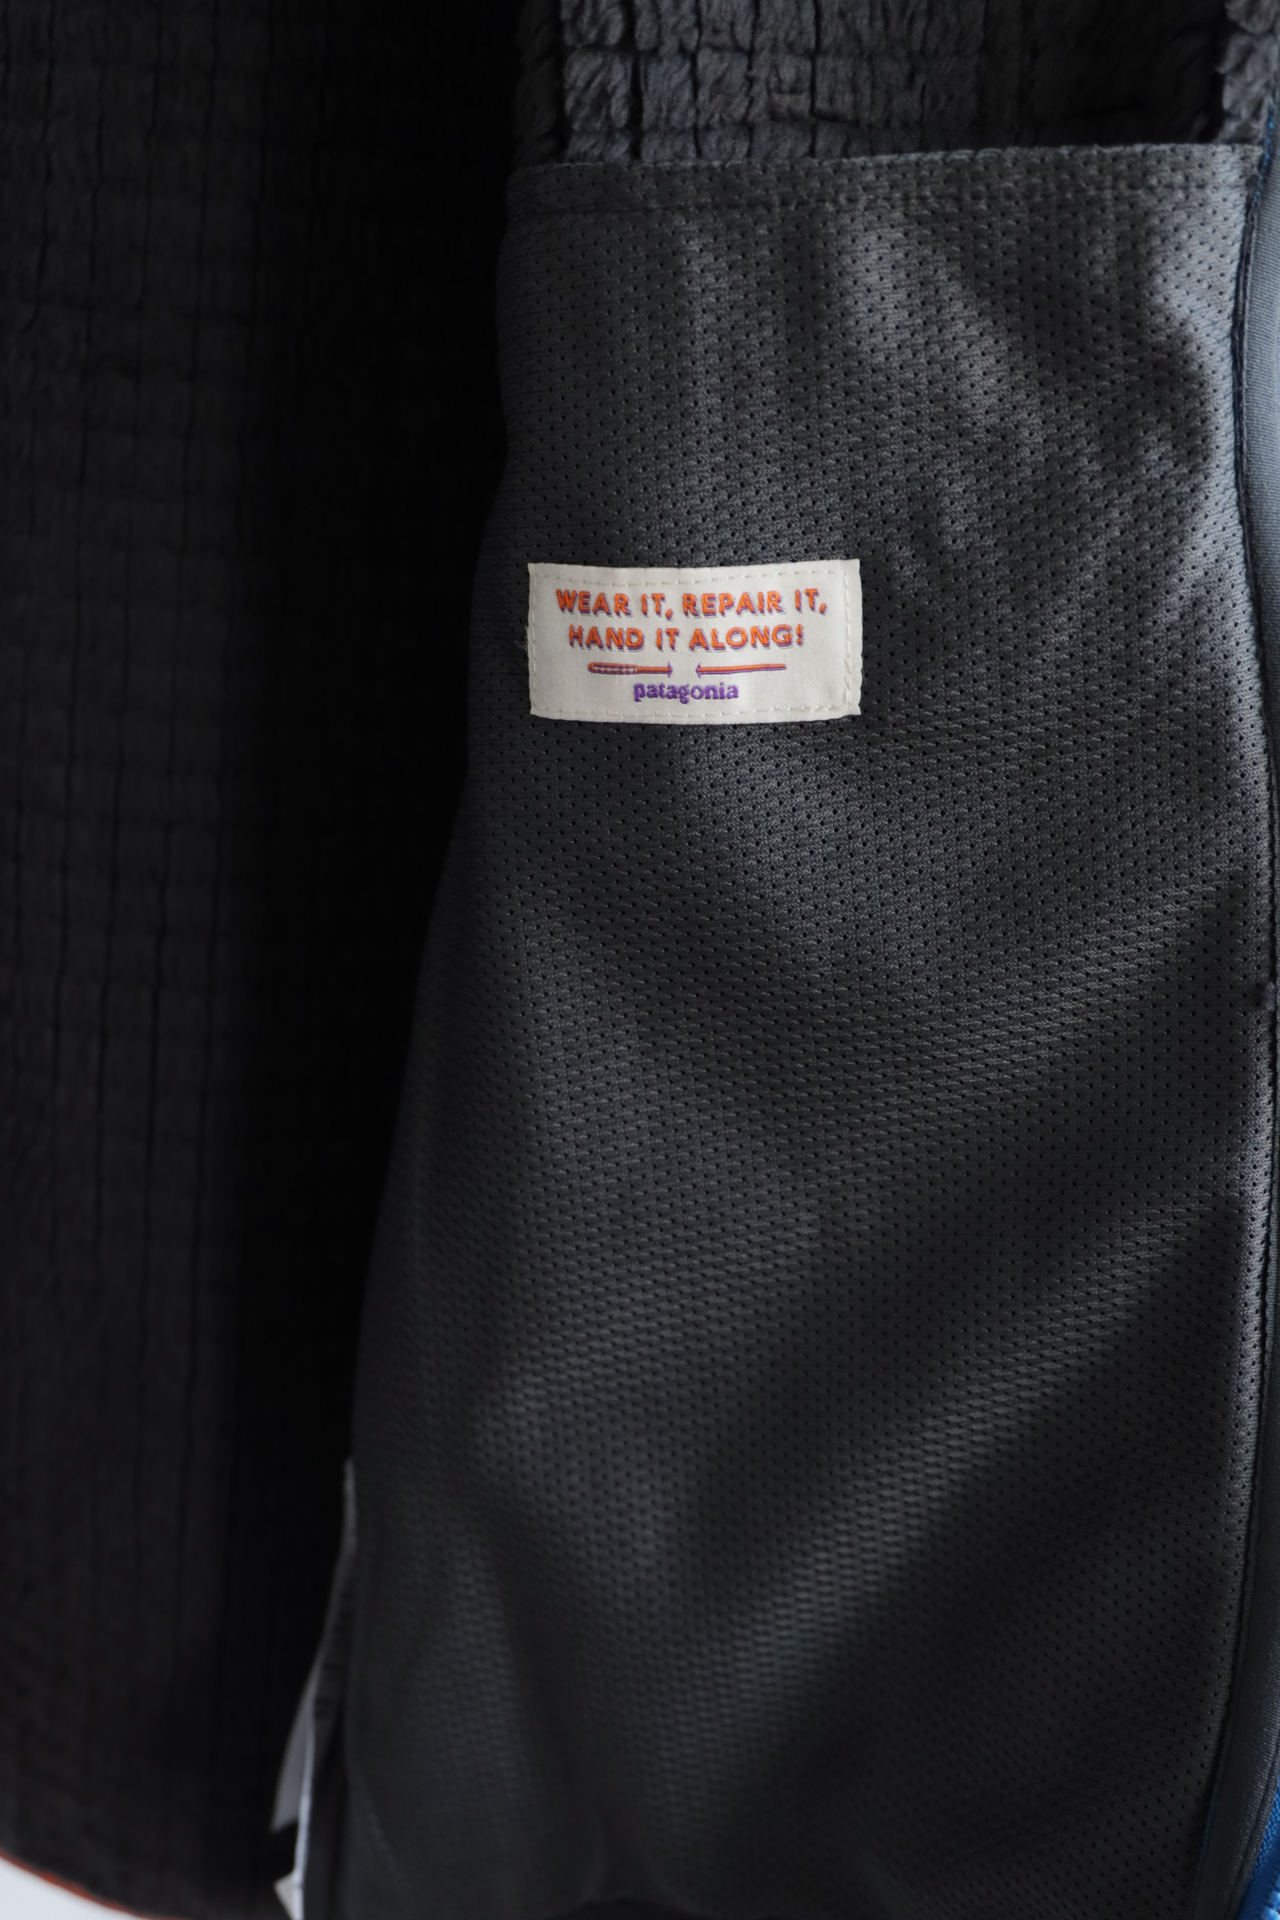 WEAR IT, REPAIR IT,
HAND IT ALONG!
patagonia